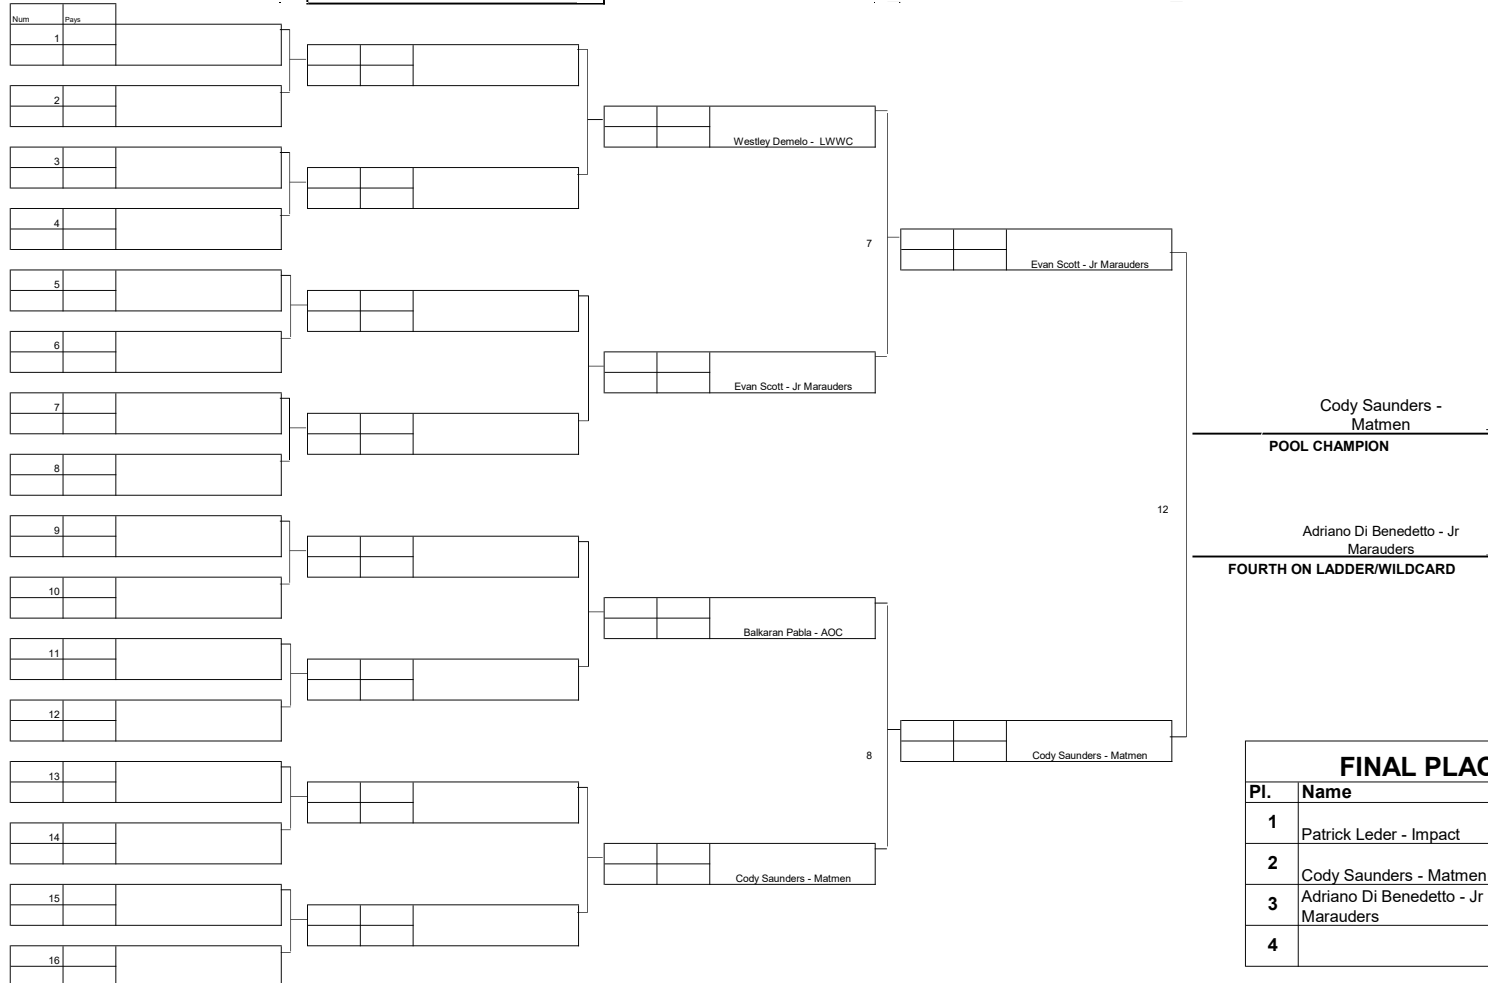 Num Pays
1
2
Westley Demelo - LWWC
3
4
7
Evan Scott - Jr Marauders
5
6
Evan Scott - Jr Marauders
7
Cody Saunders -
Matmen
POOL CHAMPION
8
12
9
Adriano Di Benedetto - Jr
Marauders
FOURTH ON LADDER/WILDCARD
10
Balkaran Pabla - AOC
11
12
8
Cody Saunders - Matmen
13
14
Cody Saunders - Matmen
15
16
FINAL PLAC
Pl. Name
1
Patrick Leder - Impact
2
Cody Saunders - Matmen
3
Adriano Di Benedetto - Jr
Marauders
4